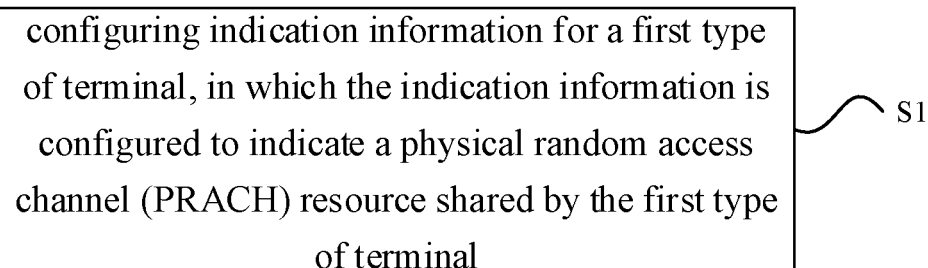 configuring indication information for a first type
of terminal, in which the indication information is
configured to indicate a physical random access
channel (PRACH) resource shared by the first type
of terminal
S1